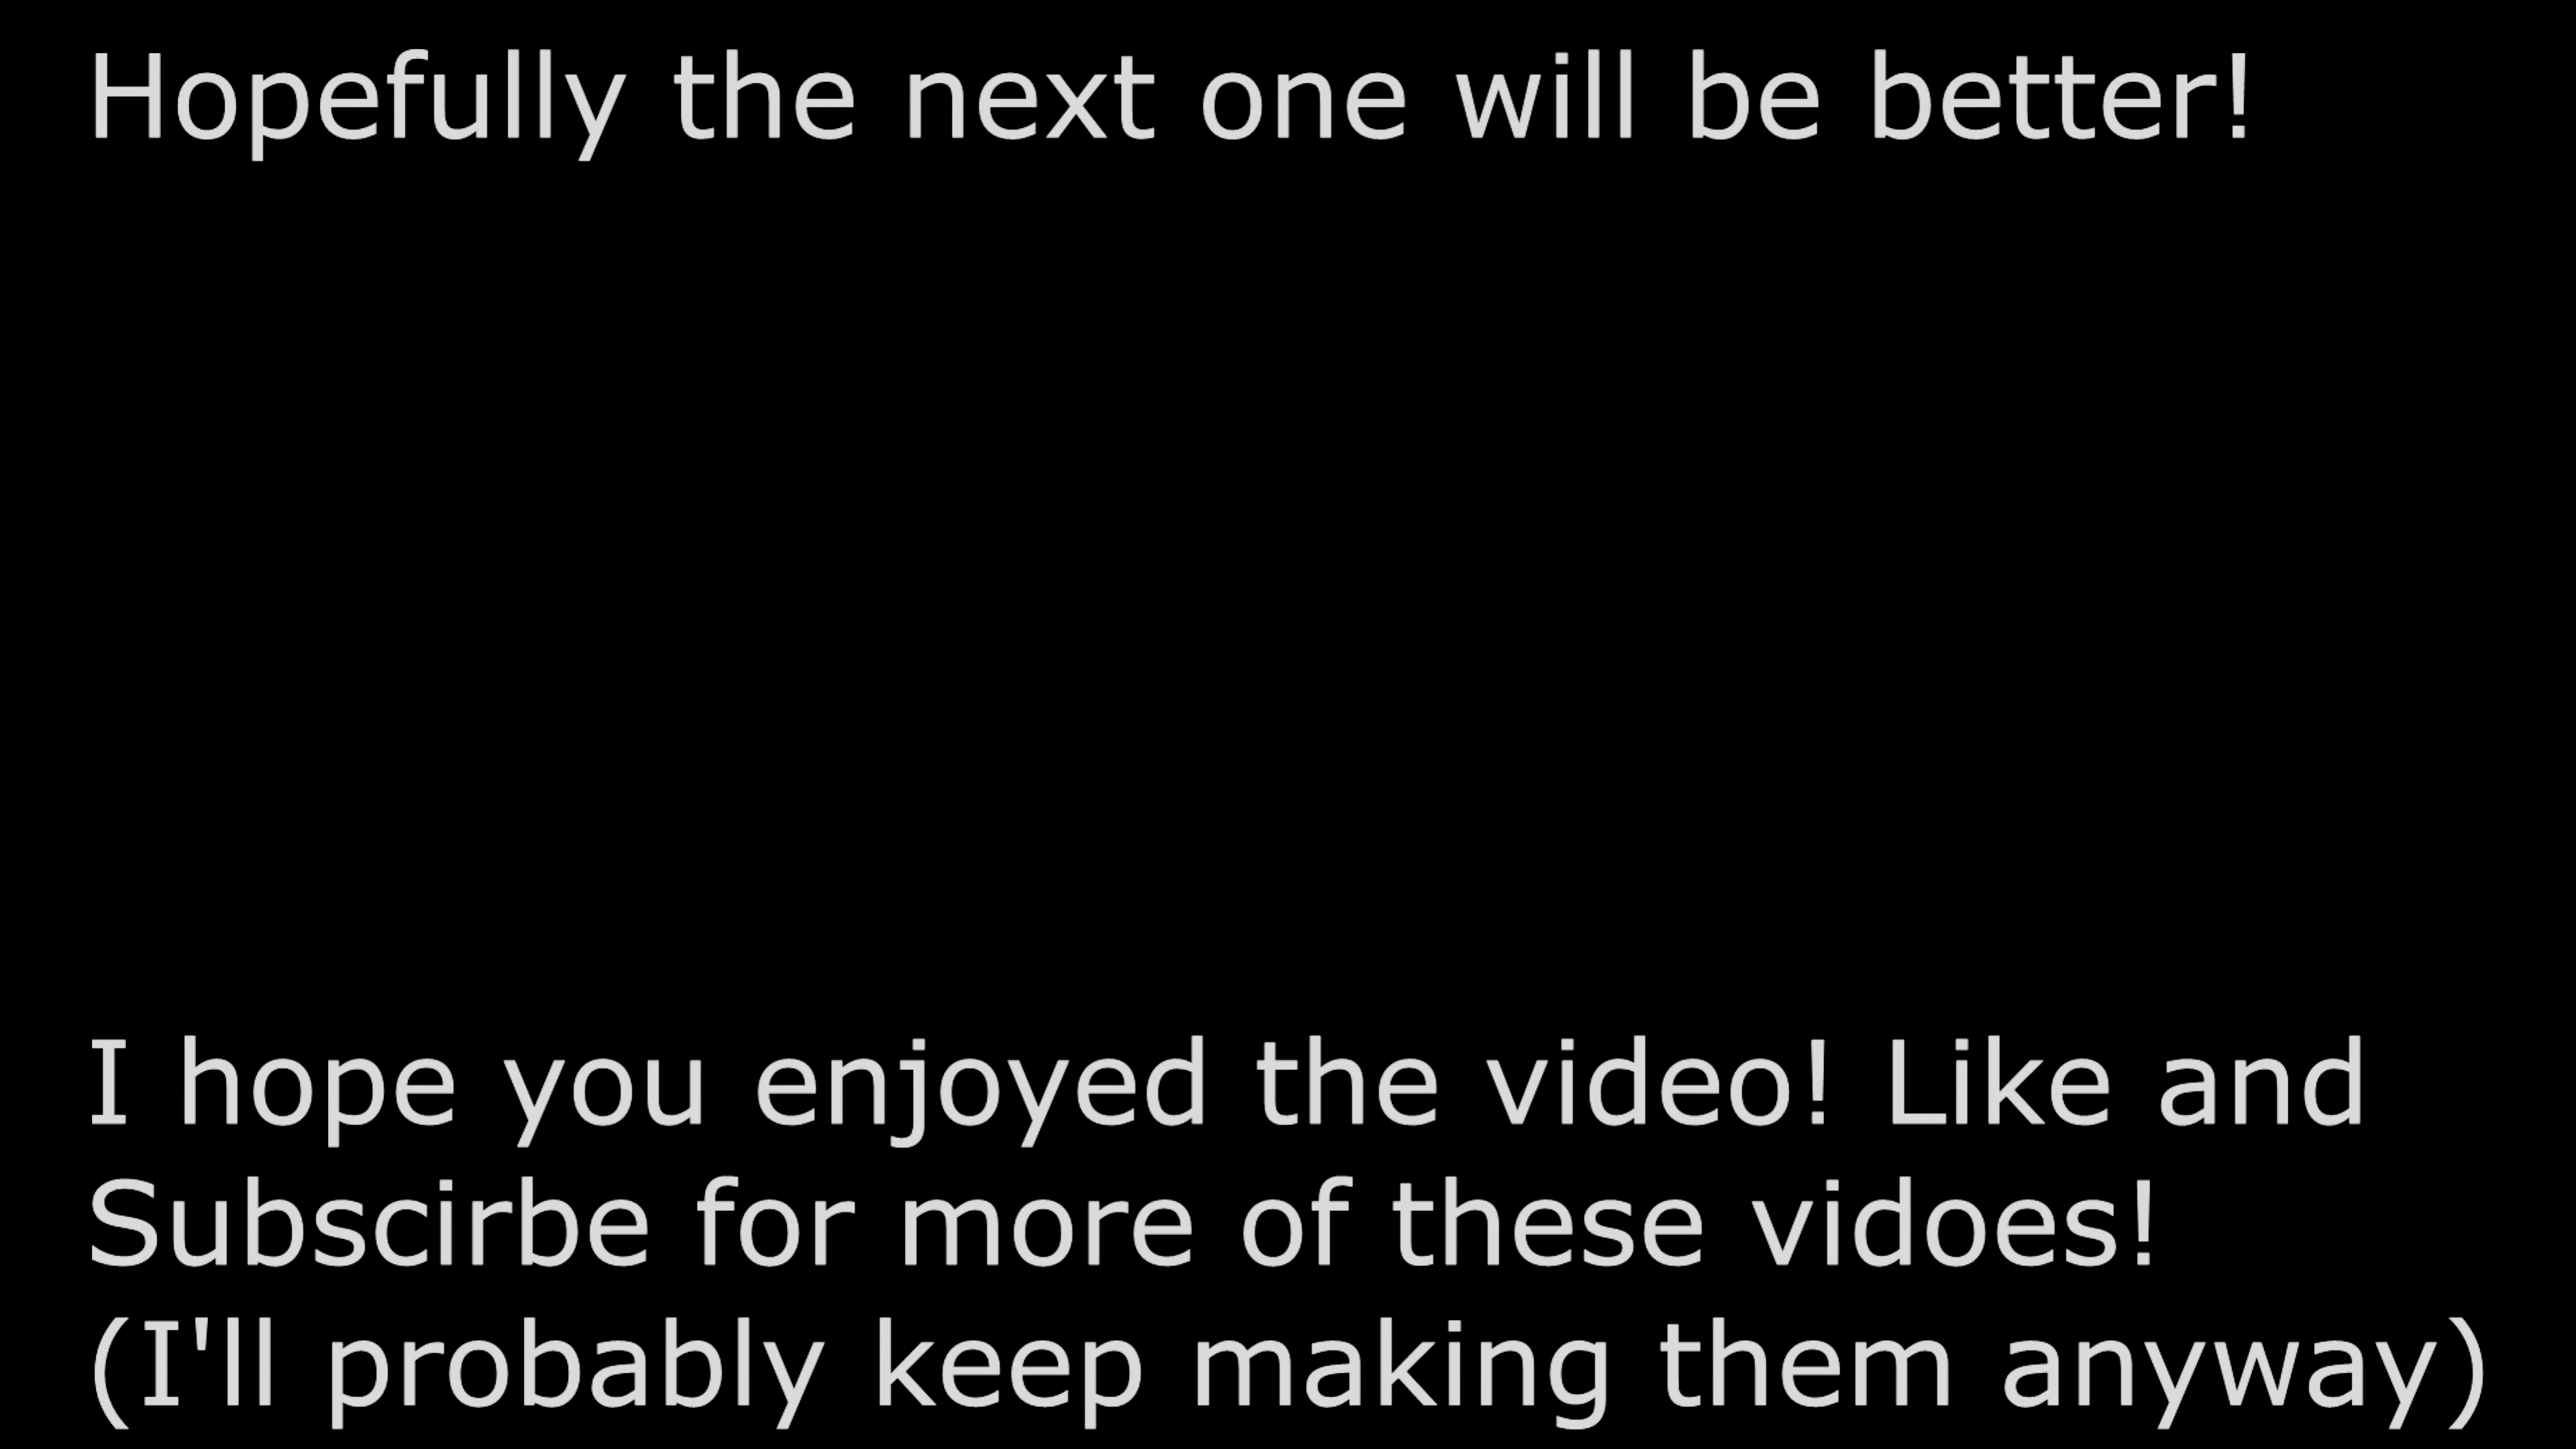 Hopefully the next one will be better!
I hope you enjoyed the video! Like and
Subscirbe for more of these vidoes!
(I'll probably keep making them anyway)